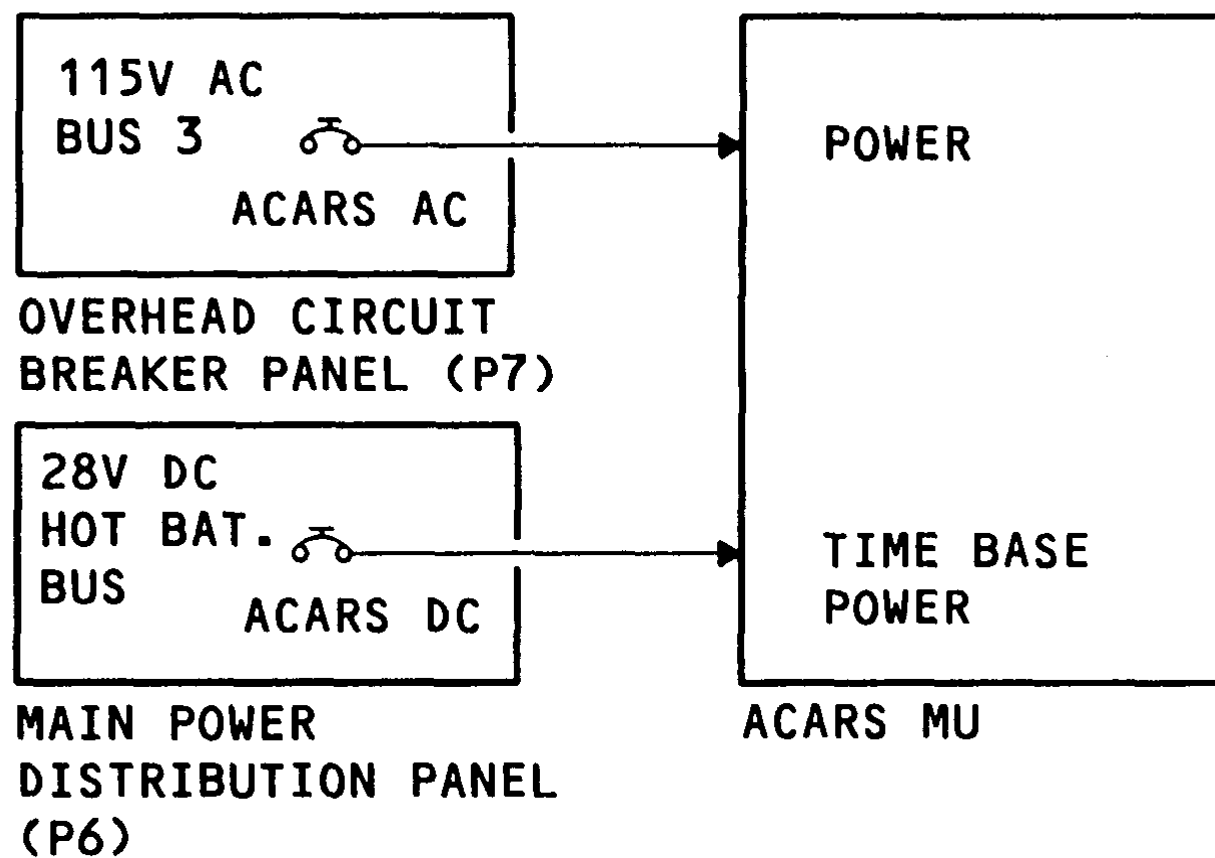 115V AC
BUS 3
ACARS AC
OVERHEAD CIRCUIT
BREAKER PANEL (P7)
28V DC
HOT BAT.
BUS
ACARS DC
MAIN POWER
DISTRIBUTION PANEL
(P6)
POWER
TIME BASE
POWER
ACARS MU